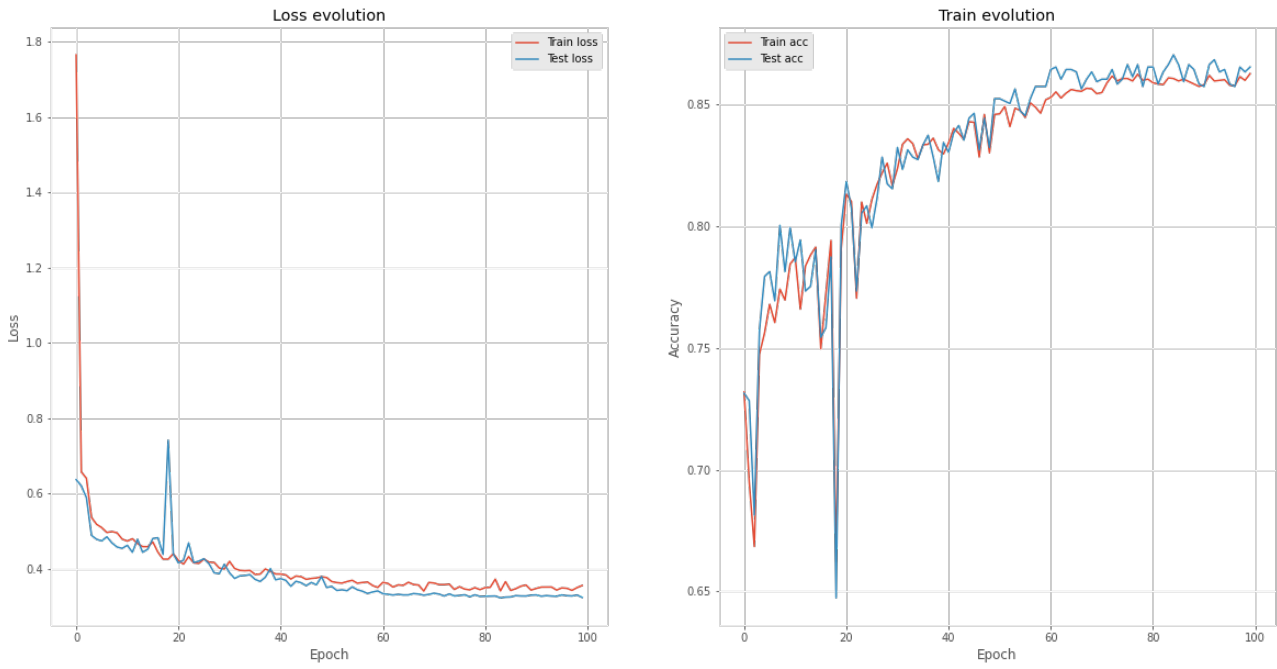 Loss evolution
1.8
1.6
1.4
1.2
1.0
0.8
0.6
0.4
Loss
0
20
40
60
80
100
Epoch
Train loss
Test loss
Train evolution
0.85
0.80
0.75
0.70
0.65
Accuracy
0
20
40
60
80
100
Epoch
Train acc
Test acc